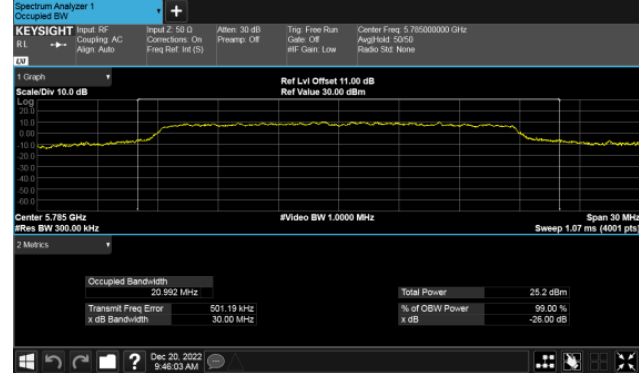 Spectrum Analyzer 1
Occupied BW
KEYSIGHT
RL
Input: RF
Coupling: AC
Align: Auto
Input Z: 50 Ω
Corrections: On
Freq Ref: Int (S)
Atten: 30 dB
Preamp: Off
Trig: Free Run
Gate: Off
#IF Gain: Low
Center Freq: 5.785000000 GHz
Avg|Hold: 50/50
Radio Std: None
1 Graph
Scale/Div 10.0 dB
Ref Lvl Offset 11.00 dB
Ref Value 30.00 dBm
Log
20.0
10.0
0.00
-10.0
-20.0
-30.0
-40.0
-50.0
-60.0
Center 5.785 GHz
#Video BW 1.0000 MHz
Span 30 MHz
#Res BW 300.00 kHz
Sweep 1.07 ms (4001 pts)
2 Metrics
Occupied Bandwidth
20.992 MHz
Total Power 25.2 dBm
Transmit Freq Error 501.19 kHz
% of OBW Power 99.00 %
x dB Bandwidth 30.00 MHz
x dB -26.00 dB
?
Dec 20, 2022
9:46:03 AM